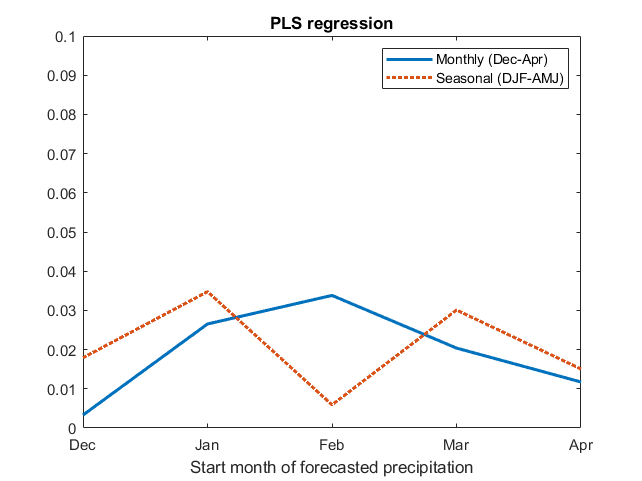 PLS regression
0.1
0.09
0.08
0.07
0.06
0.05
0.04
0.03
0.02
0.01
0
Monthly (Dec-Apr)
Seasonal (DJF-AMJ)
Dec Jan Feb Mar Apr
Start month of forecasted precipitation